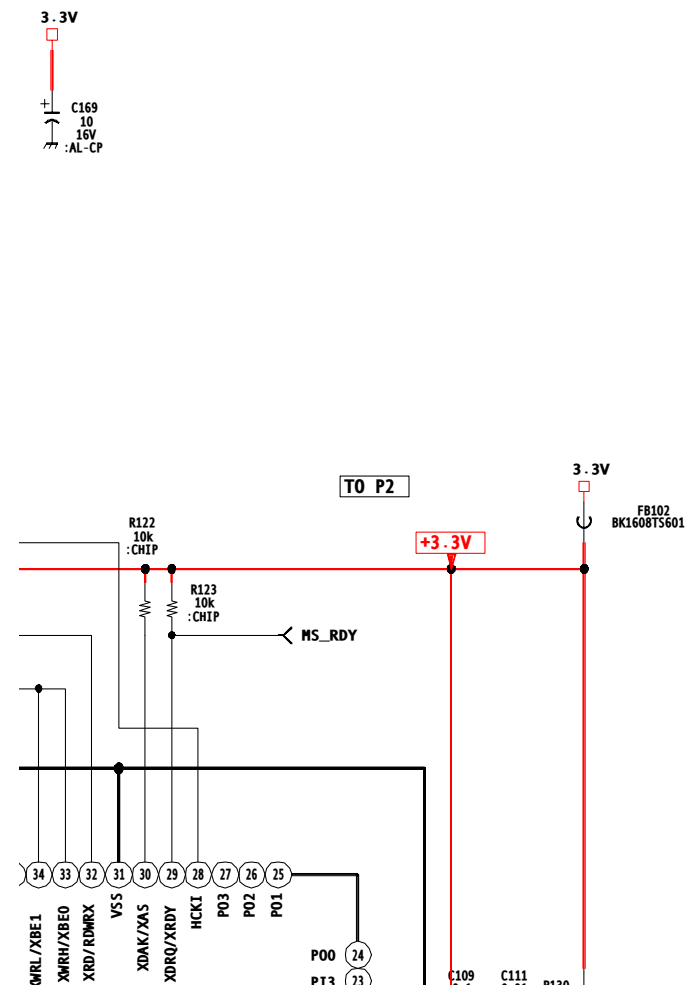 3.3V
+
C169
10
16V
:AL-CP
3.3V
TO P2
FB102
BK1608TS601
R122
10k
:CHIP
+3.3V
R123
10k
:CHIP
MS_RDY
34
33
32
31
30
29
28
27
26
25
XWRH/XBE0
XRD/RDWRX
VSS
XDAK/XAS
XDRQ/XRDY
HCKI
PO3
PO2
PO1
PO0
24
PI3
23
C109
C111
R130